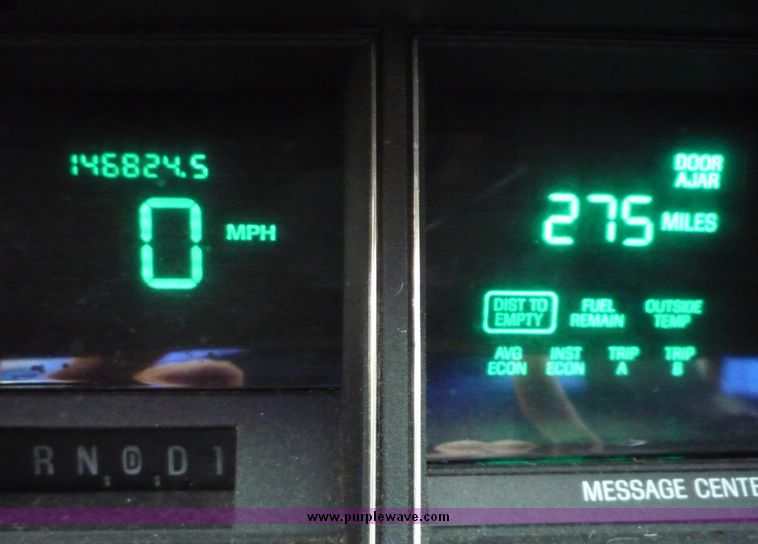 146824.5
0 MPH
DOOR
AJAR
275 MILES
DIST TO
EMPTY
FUEL
REMAIN
OUTSIDE
TEMP
AVG
ECON
INST
ECON
TRIP
A
TRIP
B
R N D D 1
MESSAGE CENTE
www.purplewave.com